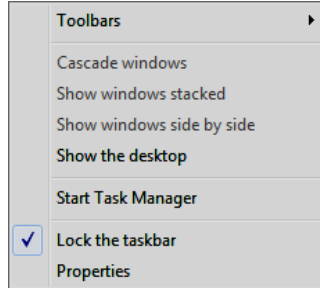 Toolbars
Cascade windows
Show windows stacked
Show windows side by side
Show the desktop
Start Task Manager
Lock the taskbar
Properties